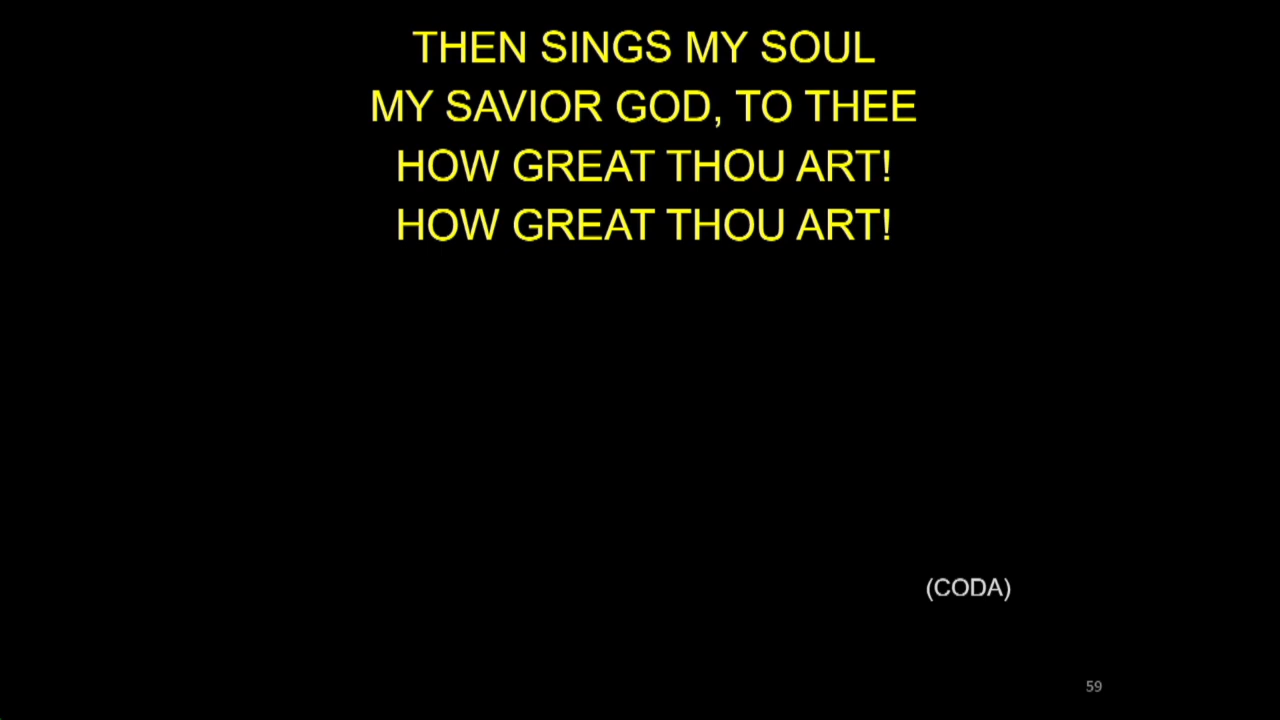 THEN SINGS MY SOUL
MY SAVIOR GOD, TO THEE
HOW GREAT THOU ART!
HOW GREAT THOU ART!
(CODA)
59